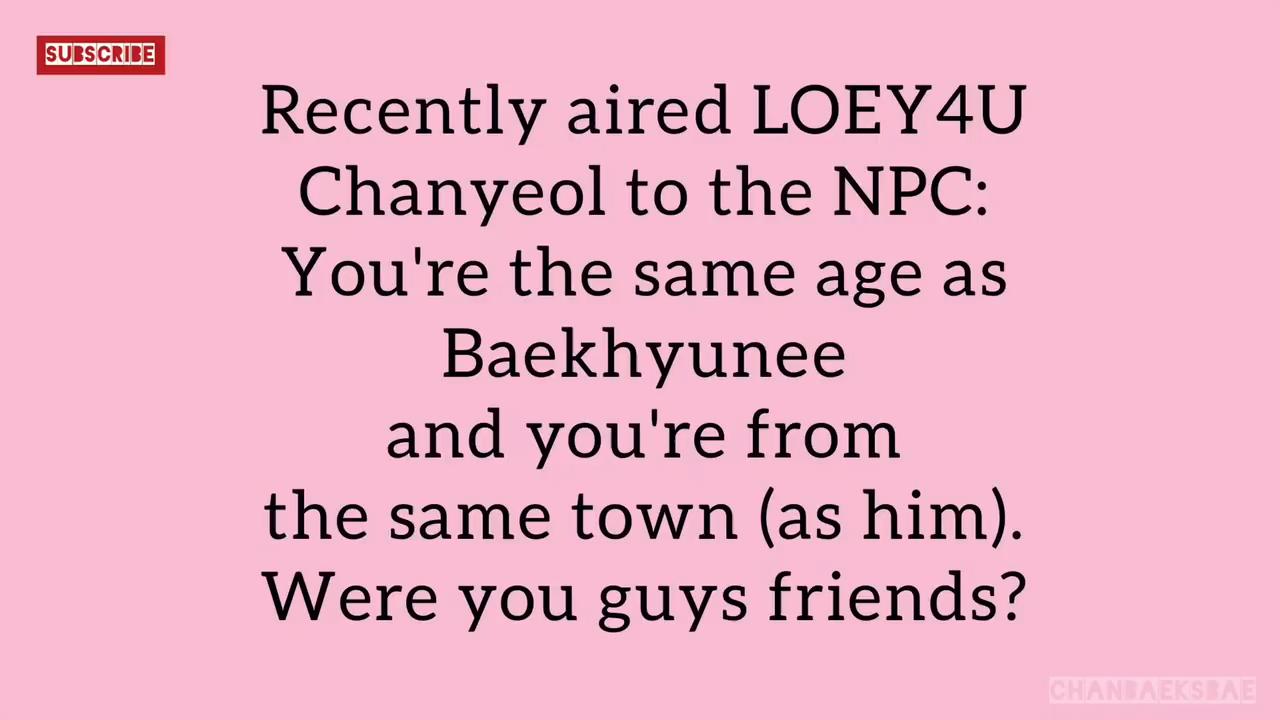 SUBSCRIBE
Recently aired LOEY4U
Chanyeol to the NPC:
You're the same age as
Baekhyunee
and you're from
the same town (as him).
Were you guys friends?
CHANBAEKSBAE